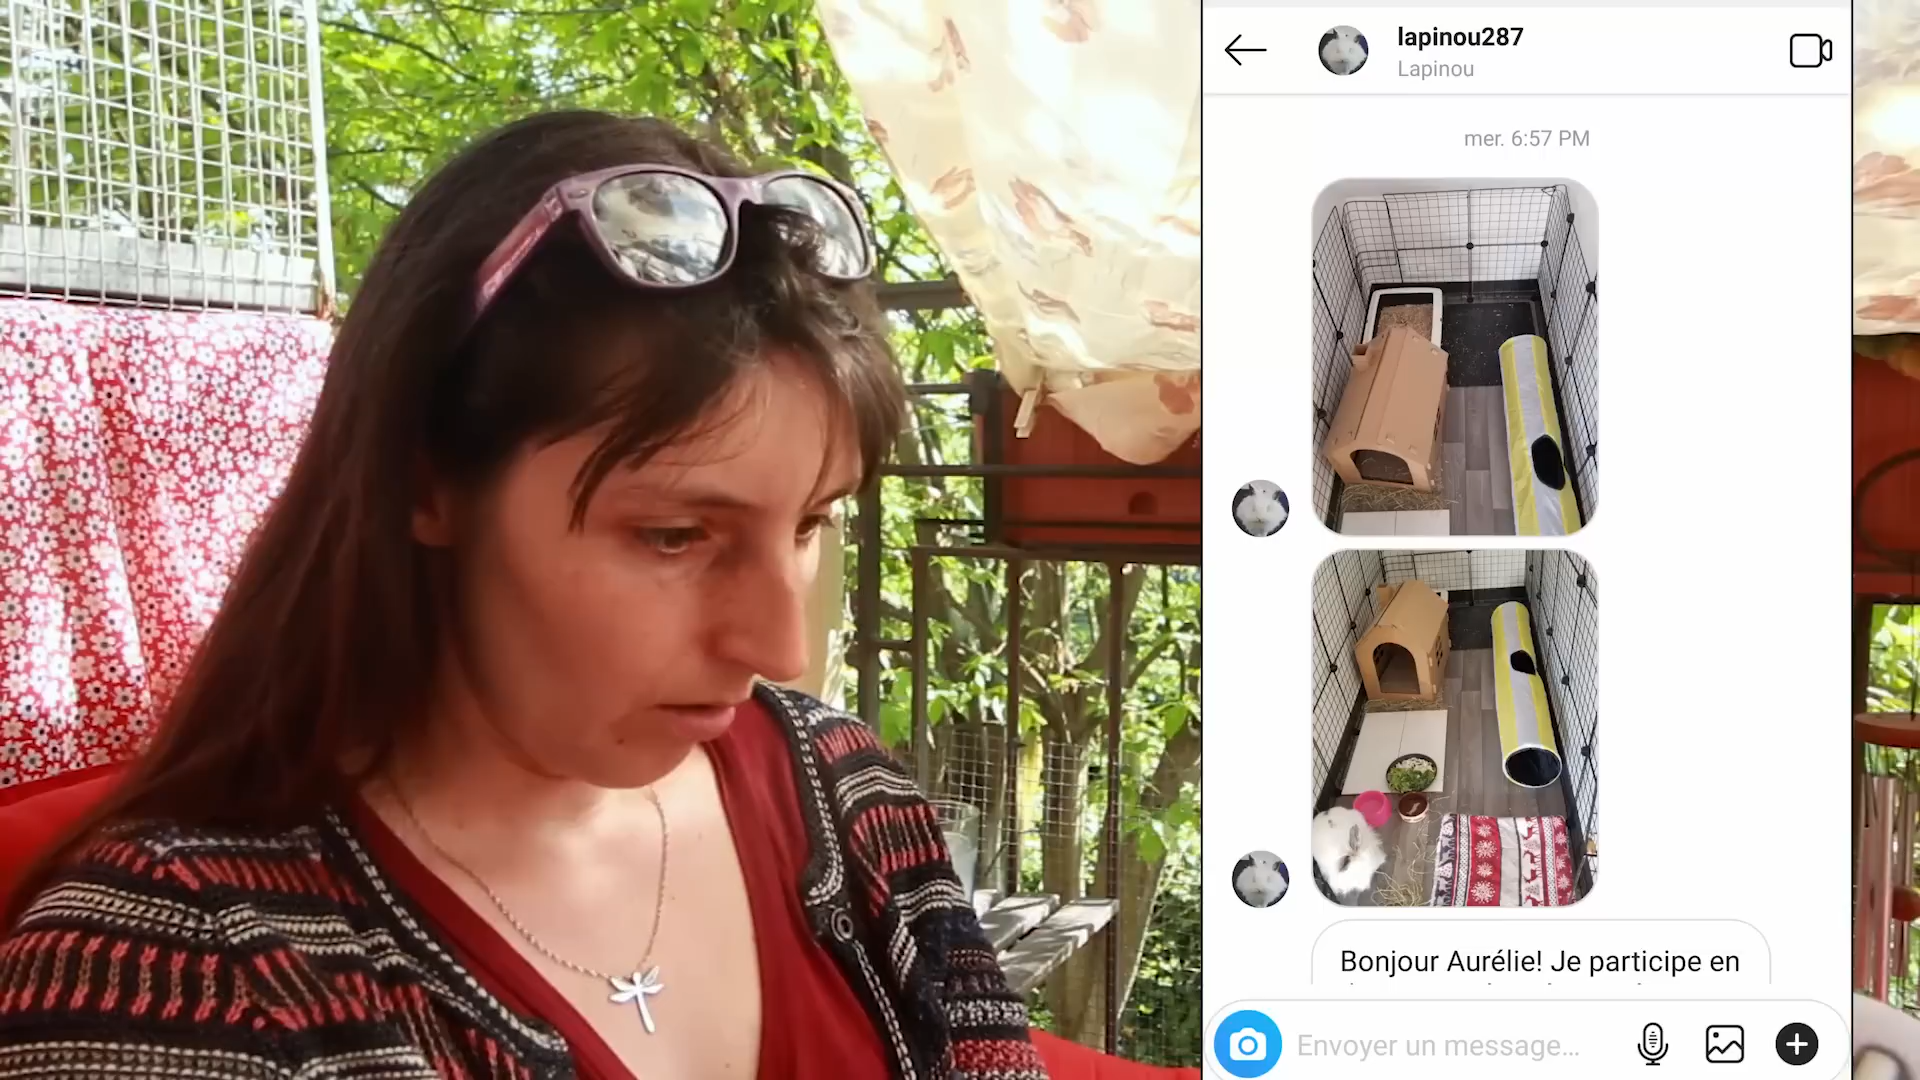 lapinou287
Lapinou
mer. 6:57 PM
Bonjour Aurélie! Je participe en
Envoyer un message...